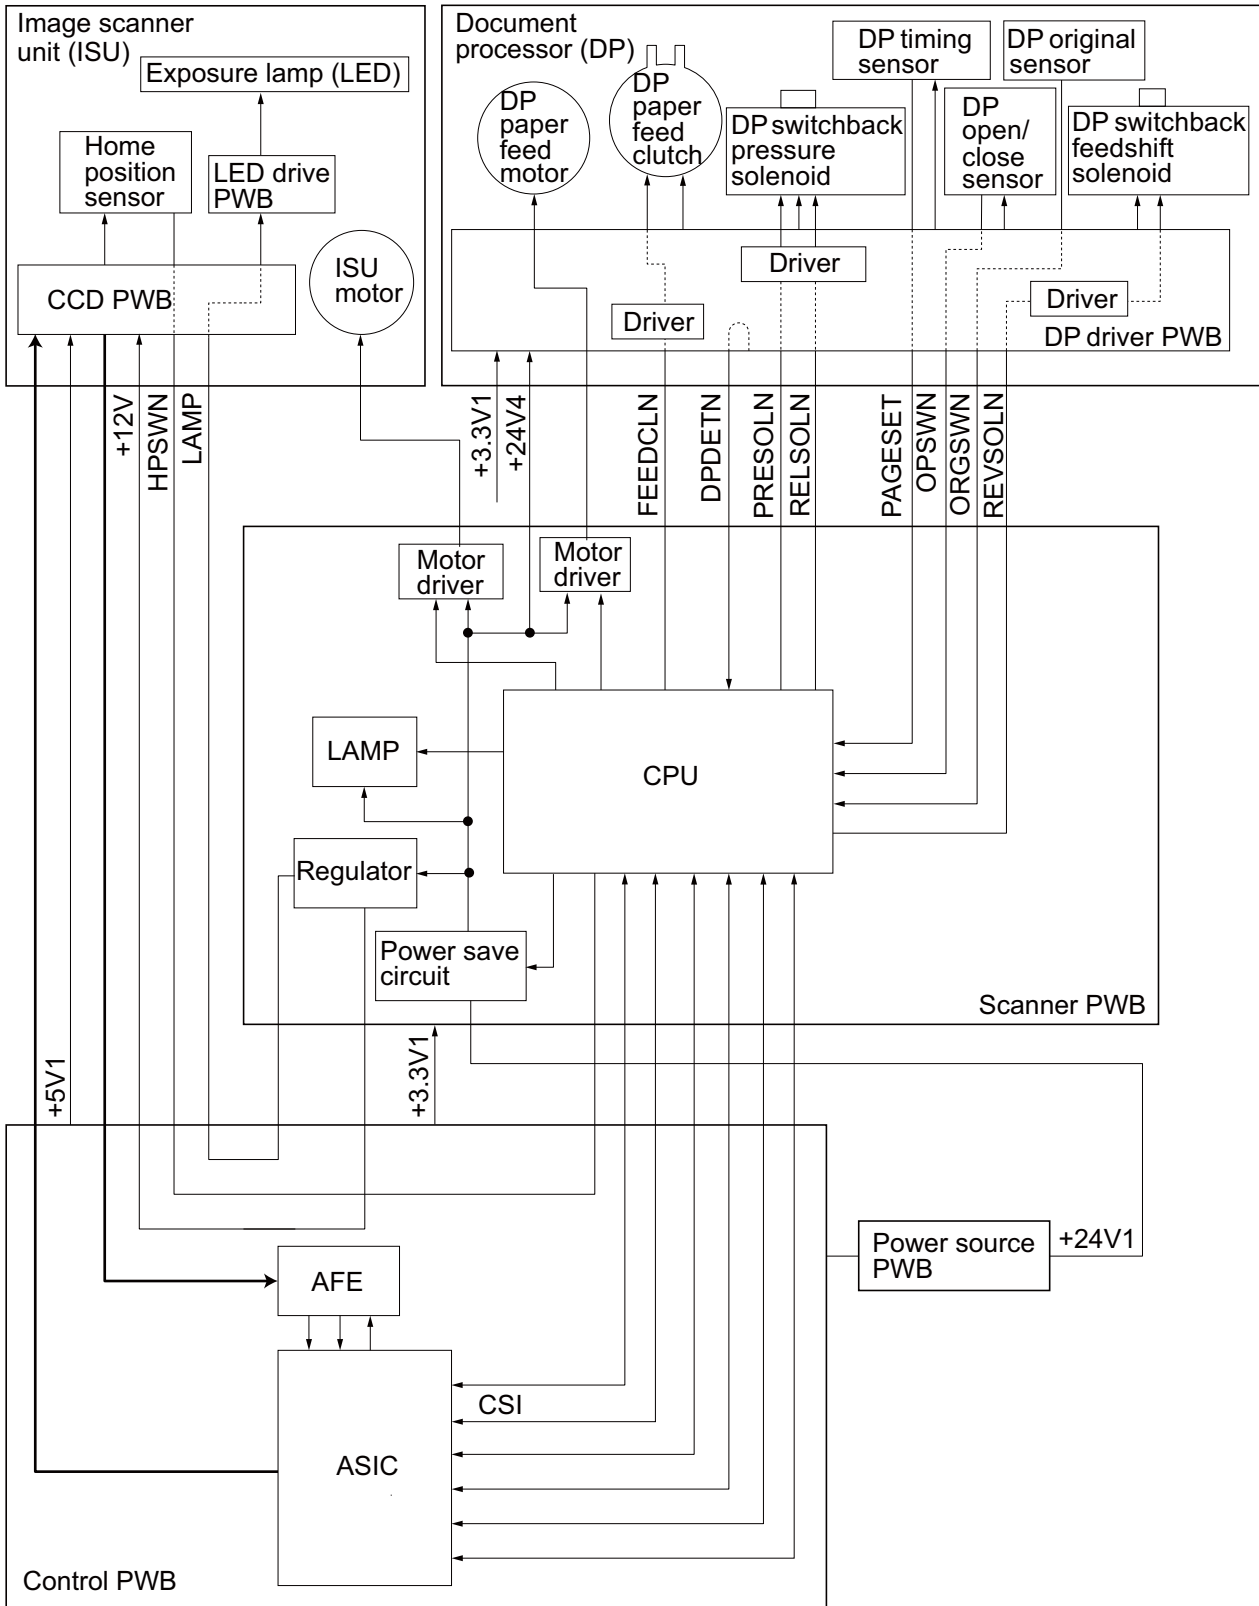 Image scanner
unit (ISU)
Exposure lamp (LED)
Home
position
sensor
LED drive
PWB
ISU
motor
CCD PWB
Document
processor (DP)
DP
paper
feed
motor
DP
paper
feed
clutch
DP switchback
pressure
solenoid
DP timing
sensor
DP original
sensor
DP
open/
close
sensor
DP switchback
feedshift
solenoid
Driver
Driver
Driver
DP driver PWB
+12V
HPSWN
LAMP
+3.3V1
+24V4
FEEDCLN
DPDETN
PRESOLN
RELSOLN
PAGESET
OPSWN
ORGSWN
REVSOLN
Motor
driver
Motor
driver
LAMP
CPU
Regulator
Power save
circuit
Scanner PWB
+5V1
+3.3V1
Power source
PWB
+24V1
AFE
CSI
ASIC
Control PWB